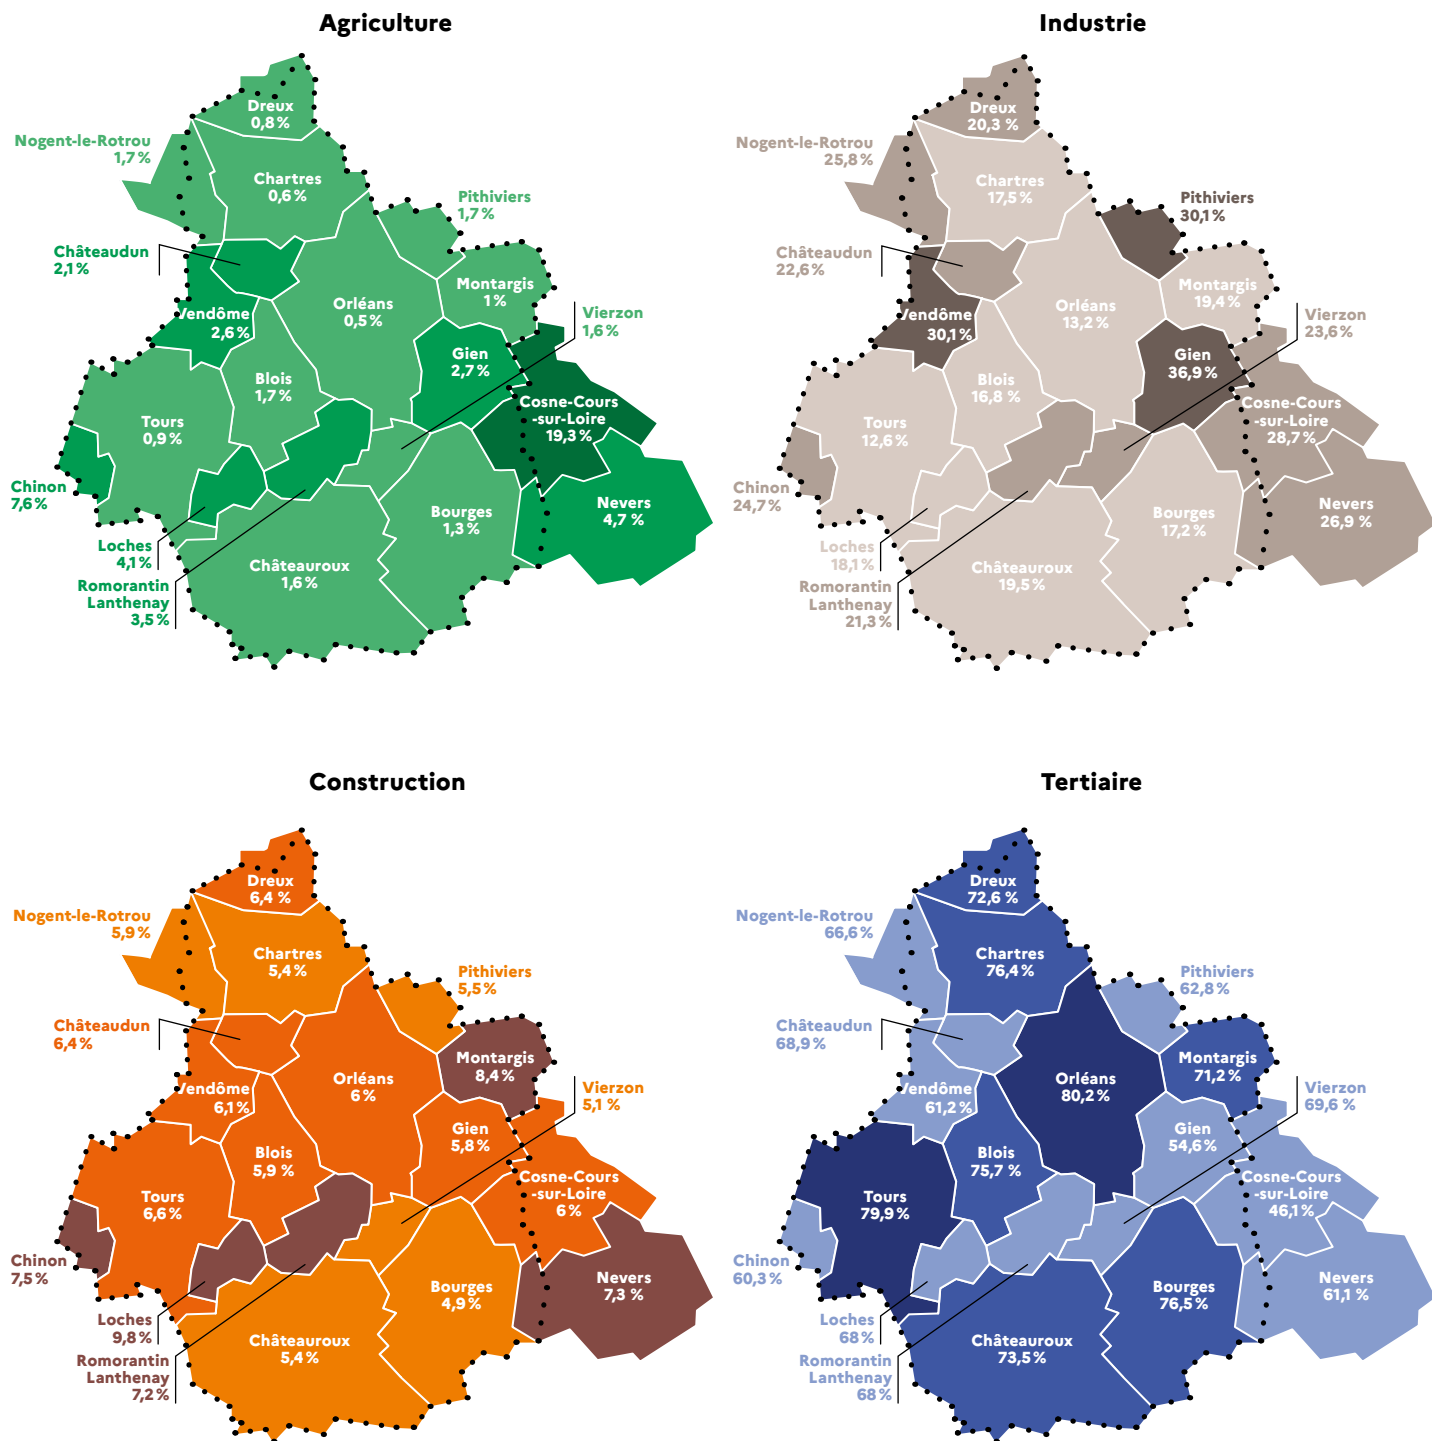 Agriculture
Dreux
0,8 %
Nogent-le-Rotrou
1,7 %
Chartres
0,6 %
Pithiviers
1,7 %
Châteaudun
2,1 %
Montargis
1 %
Orléans
0,5 %
Vendôme
2,6 %
Vierzon
1,6 %
Gien
2,7 %
Blois
1,7 %
Cosne-Cours
-sur-Loire
19,3 %
Tours
0,9 %
Chinon
7,6 %
Nevers
4,7 %
Bourges
1,3 %
Loches
4,1 %
Châteauroux
1,6 %
Romorantin
Lanthenay
3,5 %
Industrie
Dreux
20,3 %
Nogent-le-Rotrou
25,8 %
Chartres
17,5 %
Pithiviers
30,1 %
Châteaudun
22,6 %
Montargis
19,4 %
Orléans
13,2 %
Vendôme
30,1 %
Vierzon
23,6 %
Gien
36,9 %
Blois
16,8 %
Cosne-Cours
-sur-Loire
28,7 %
Tours
12,6 %
Chinon
24,7 %
Nevers
26,9 %
Bourges
17,2 %
Loches
18,1 %
Châteauroux
19,5 %
Romorantin
Lanthenay
21,3 %
Construction
Dreux
6,4 %
Nogent-le-Rotrou
5,9 %
Chartres
5,4 %
Pithiviers
5,5 %
Châteaudun
6,4 %
Montargis
8,4 %
Orléans
6 %
Vendôme
6,1 %
Vierzon
5,1 %
Gien
5,8 %
Blois
5,9 %
Cosne-Cours
-sur-Loire
6 %
Tours
6,6 %
Chinon
7,5 %
Nevers
7,3 %
Bourges
4,9 %
Loches
9,8 %
Châteauroux
5,4 %
Romorantin
Lanthenay
7,2 %
Tertiaire
Dreux
72,6 %
Nogent-le-Rotrou
66,6 %
Chartres
76,4 %
Pithiviers
62,8 %
Châteaudun
68,9 %
Montargis
71,2 %
Orléans
80,2 %
Vendôme
61,2 %
Vierzon
69,6 %
Gien
54,6 %
Blois
75,7 %
Cosne-Cours
-sur-Loire
46,1 %
Tours
79,9 %
Chinon
60,3 %
Nevers
61,1 %
Bourges
76,5 %
Loches
68 %
Châteauroux
73,5 %
Romorantin
Lanthenay
68 %